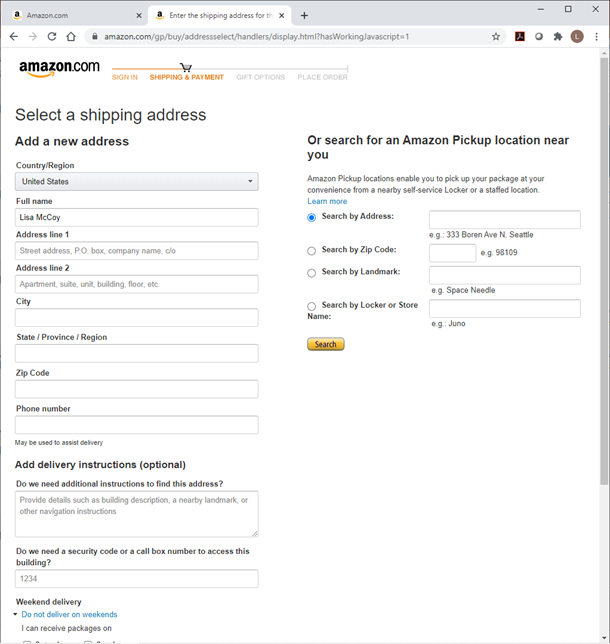 Amazon.com
Enter the shipping address for th
amazon.com/gp/buy/addressselect/handlers/display.html?hasWorkingJavascript=1
L
amazon.com
SIGN IN SHIPPING & PAYMENT GIFT OPTIONS PLACE ORDER
Select a shipping address
Add a new address
Country/Region
United States
Full name
Lisa McCoy
Address line 1
Street address, P.O. box, company name, c/o
Address line 2
Apartment, suite, unit, building, floor, etc.
City
State / Province / Region
Zip Code
Phone number
May be used to assist delivery
Add delivery instructions (optional)
Do we need additional instructions to find this address?
Provide details such as building description, a nearby landmark, or
other navigation instructions
Do we need a security code or a call box number to access this
building?
1234
Weekend delivery
Do not deliver on weekends
I can receive packages on
Or search for an Amazon Pickup location near
you
Amazon Pickup locations enable you to pick up your package at your
convenience from a nearby self-service Locker or a staffed location.
Learn more
Search by Address:
e.g.: 333 Boren Ave N, Seattle
Search by Zip Code:
e.g. 98109
Search by Landmark:
e.g. Space Needle
Search by Locker or Store
Name:
e.g.: Juno
Search